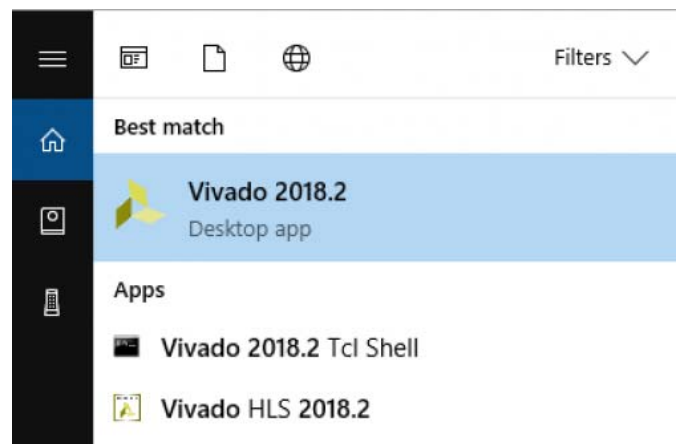 Filters
Best match
Vivado 2018.2
Desktop app
Apps
Vivado 2018.2 Tcl Shell
Vivado HLS 2018.2